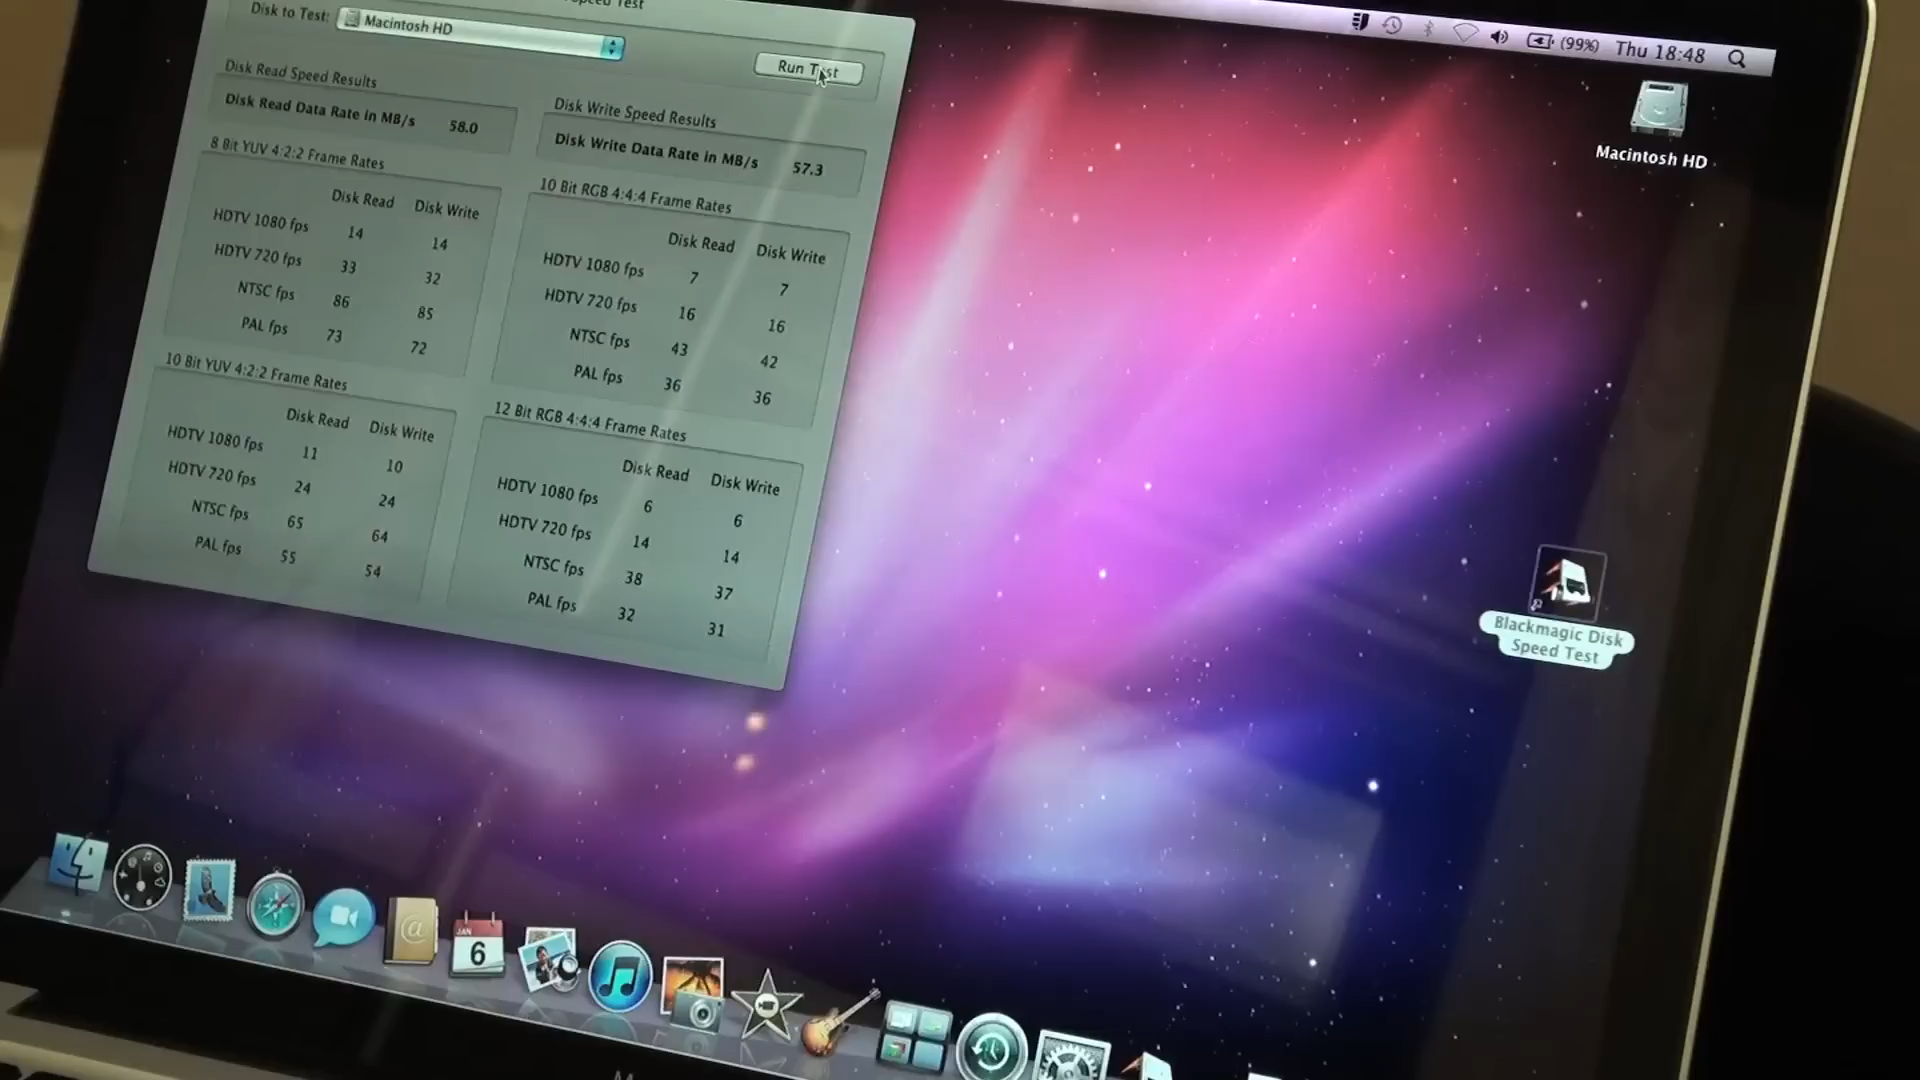 Speed Test
Disk to Test: Macintosh HD
Run Test
Disk Read Speed Results
Disk Read Data Rate in MB/s 58.0
Disk Write Speed Results
Disk Write Data Rate in MB/s 57.3
8 Bit YUV 4:2:2 Frame Rates
Disk Read Disk Write
HDTV 1080 fps 14 14
HDTV 720 fps 33 32
NTSC fps 86 85
PAL fps 73 72
10 Bit RGB 4:4:4 Frame Rates
Disk Read Disk Write
HDTV 1080 fps 7 7
HDTV 720 fps 16 16
NTSC fps 43 42
PAL fps 36 36
10 Bit YUV 4:2:2 Frame Rates
Disk Read Disk Write
HDTV 1080 fps 11 10
HDTV 720 fps 24 24
NTSC fps 65 64
PAL fps 55 54
12 Bit RGB 4:4:4 Frame Rates
Disk Read Disk Write
HDTV 1080 fps 6 6
HDTV 720 fps 14 14
NTSC fps 38 37
PAL fps 32 31
(99%) Thu 18:48
Macintosh HD
Blackmagic Disk
Speed Test
@
JAN
6